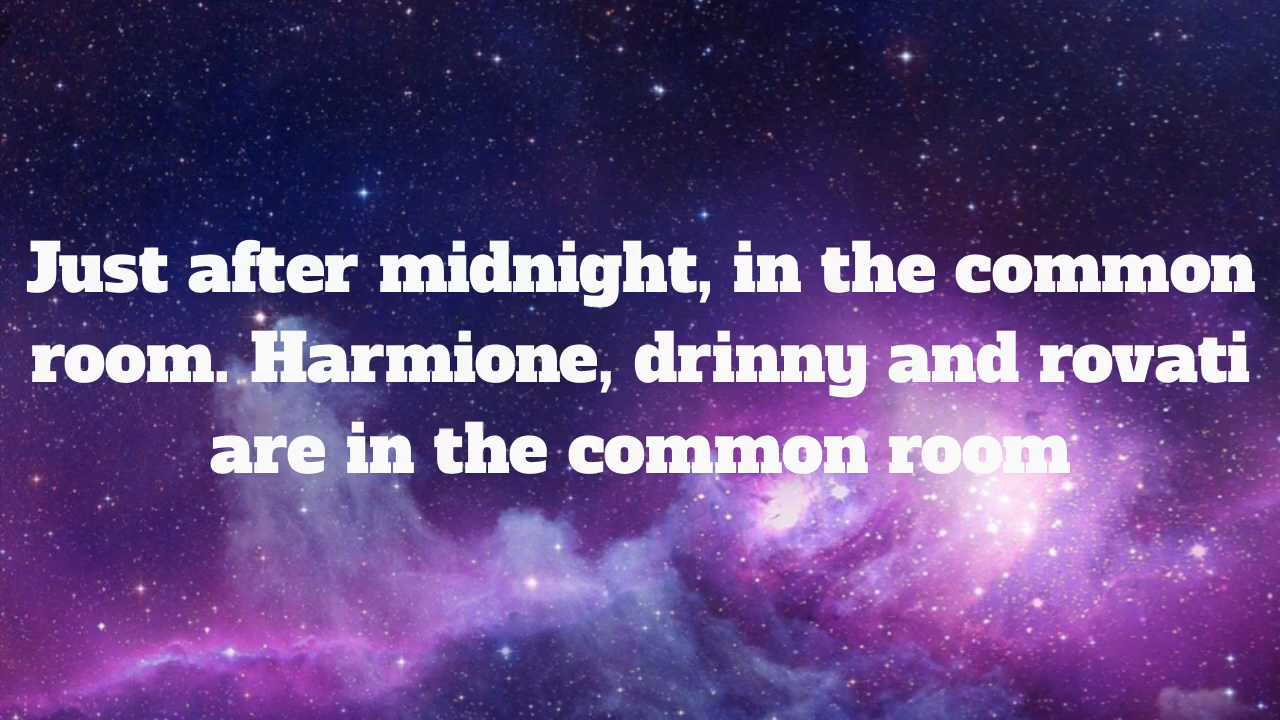 Just after midnight, in the common
room. Harmione, drinny and rovati
are in the common room